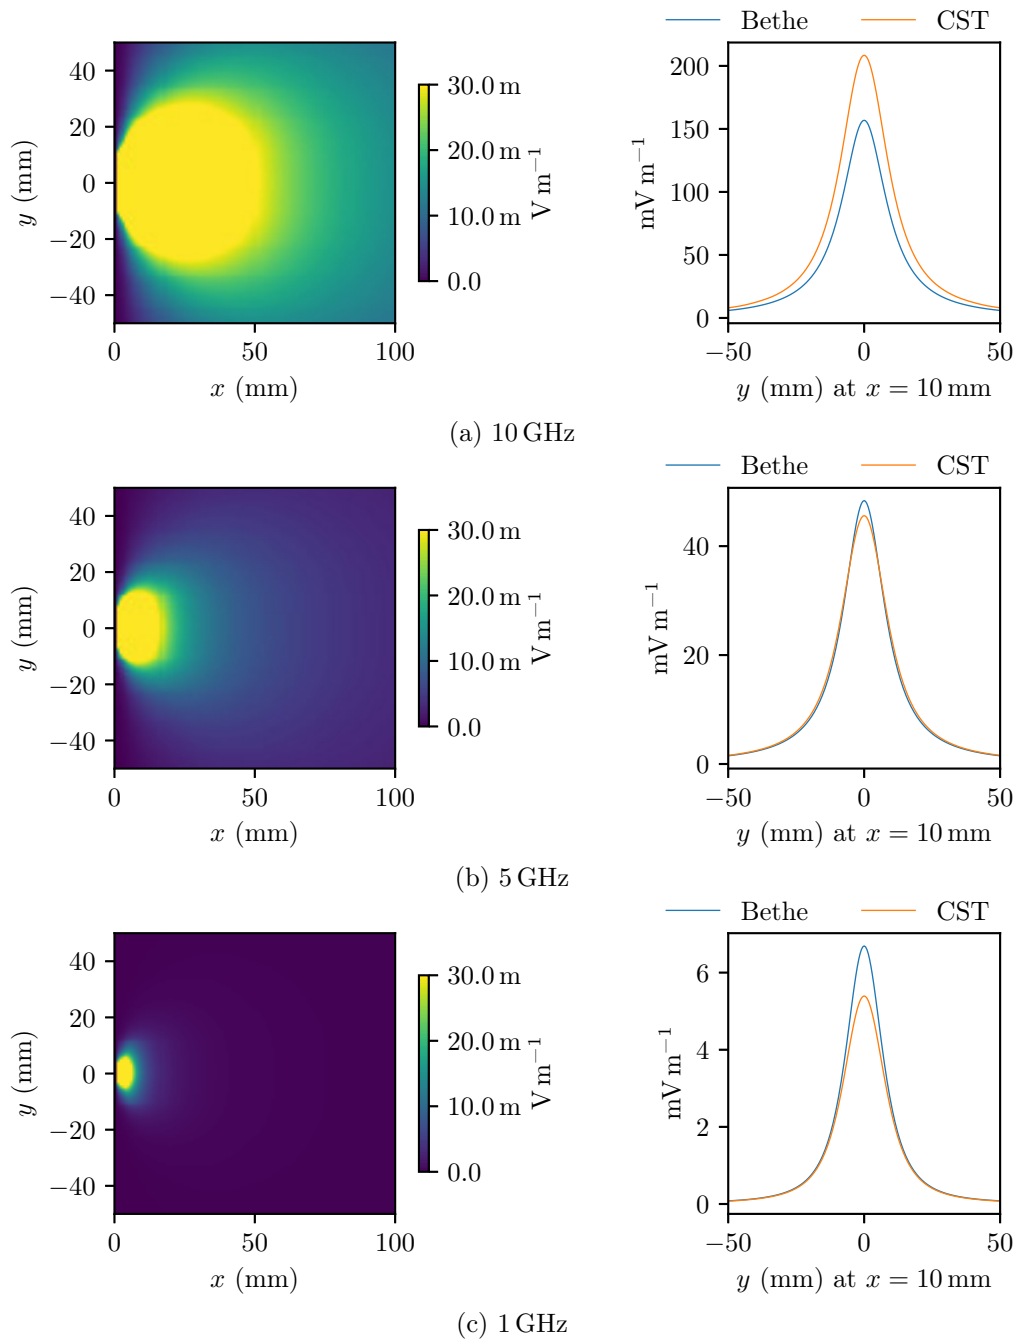 40
20
0
−20
−40
y (mm)
0 50 100
x (mm)
30.0 m
20.0 m
10.0 m
0.0
V m⁻¹
Bethe CST
200
150
100
50
0
mV m⁻¹
−50 0 50
y (mm) at x = 10 mm
(a) 10 GHz
40
20
0
−20
−40
y (mm)
0 50 100
x (mm)
30.0 m
20.0 m
10.0 m
0.0
V m⁻¹
Bethe CST
40
20
0
mV m⁻¹
−50 0 50
y (mm) at x = 10 mm
(b) 5 GHz
40
20
0
−20
−40
y (mm)
0 50 100
x (mm)
30.0 m
20.0 m
10.0 m
0.0
V m⁻¹
Bethe CST
6
4
2
0
mV m⁻¹
−50 0 50
y (mm) at x = 10 mm
(c) 1 GHz